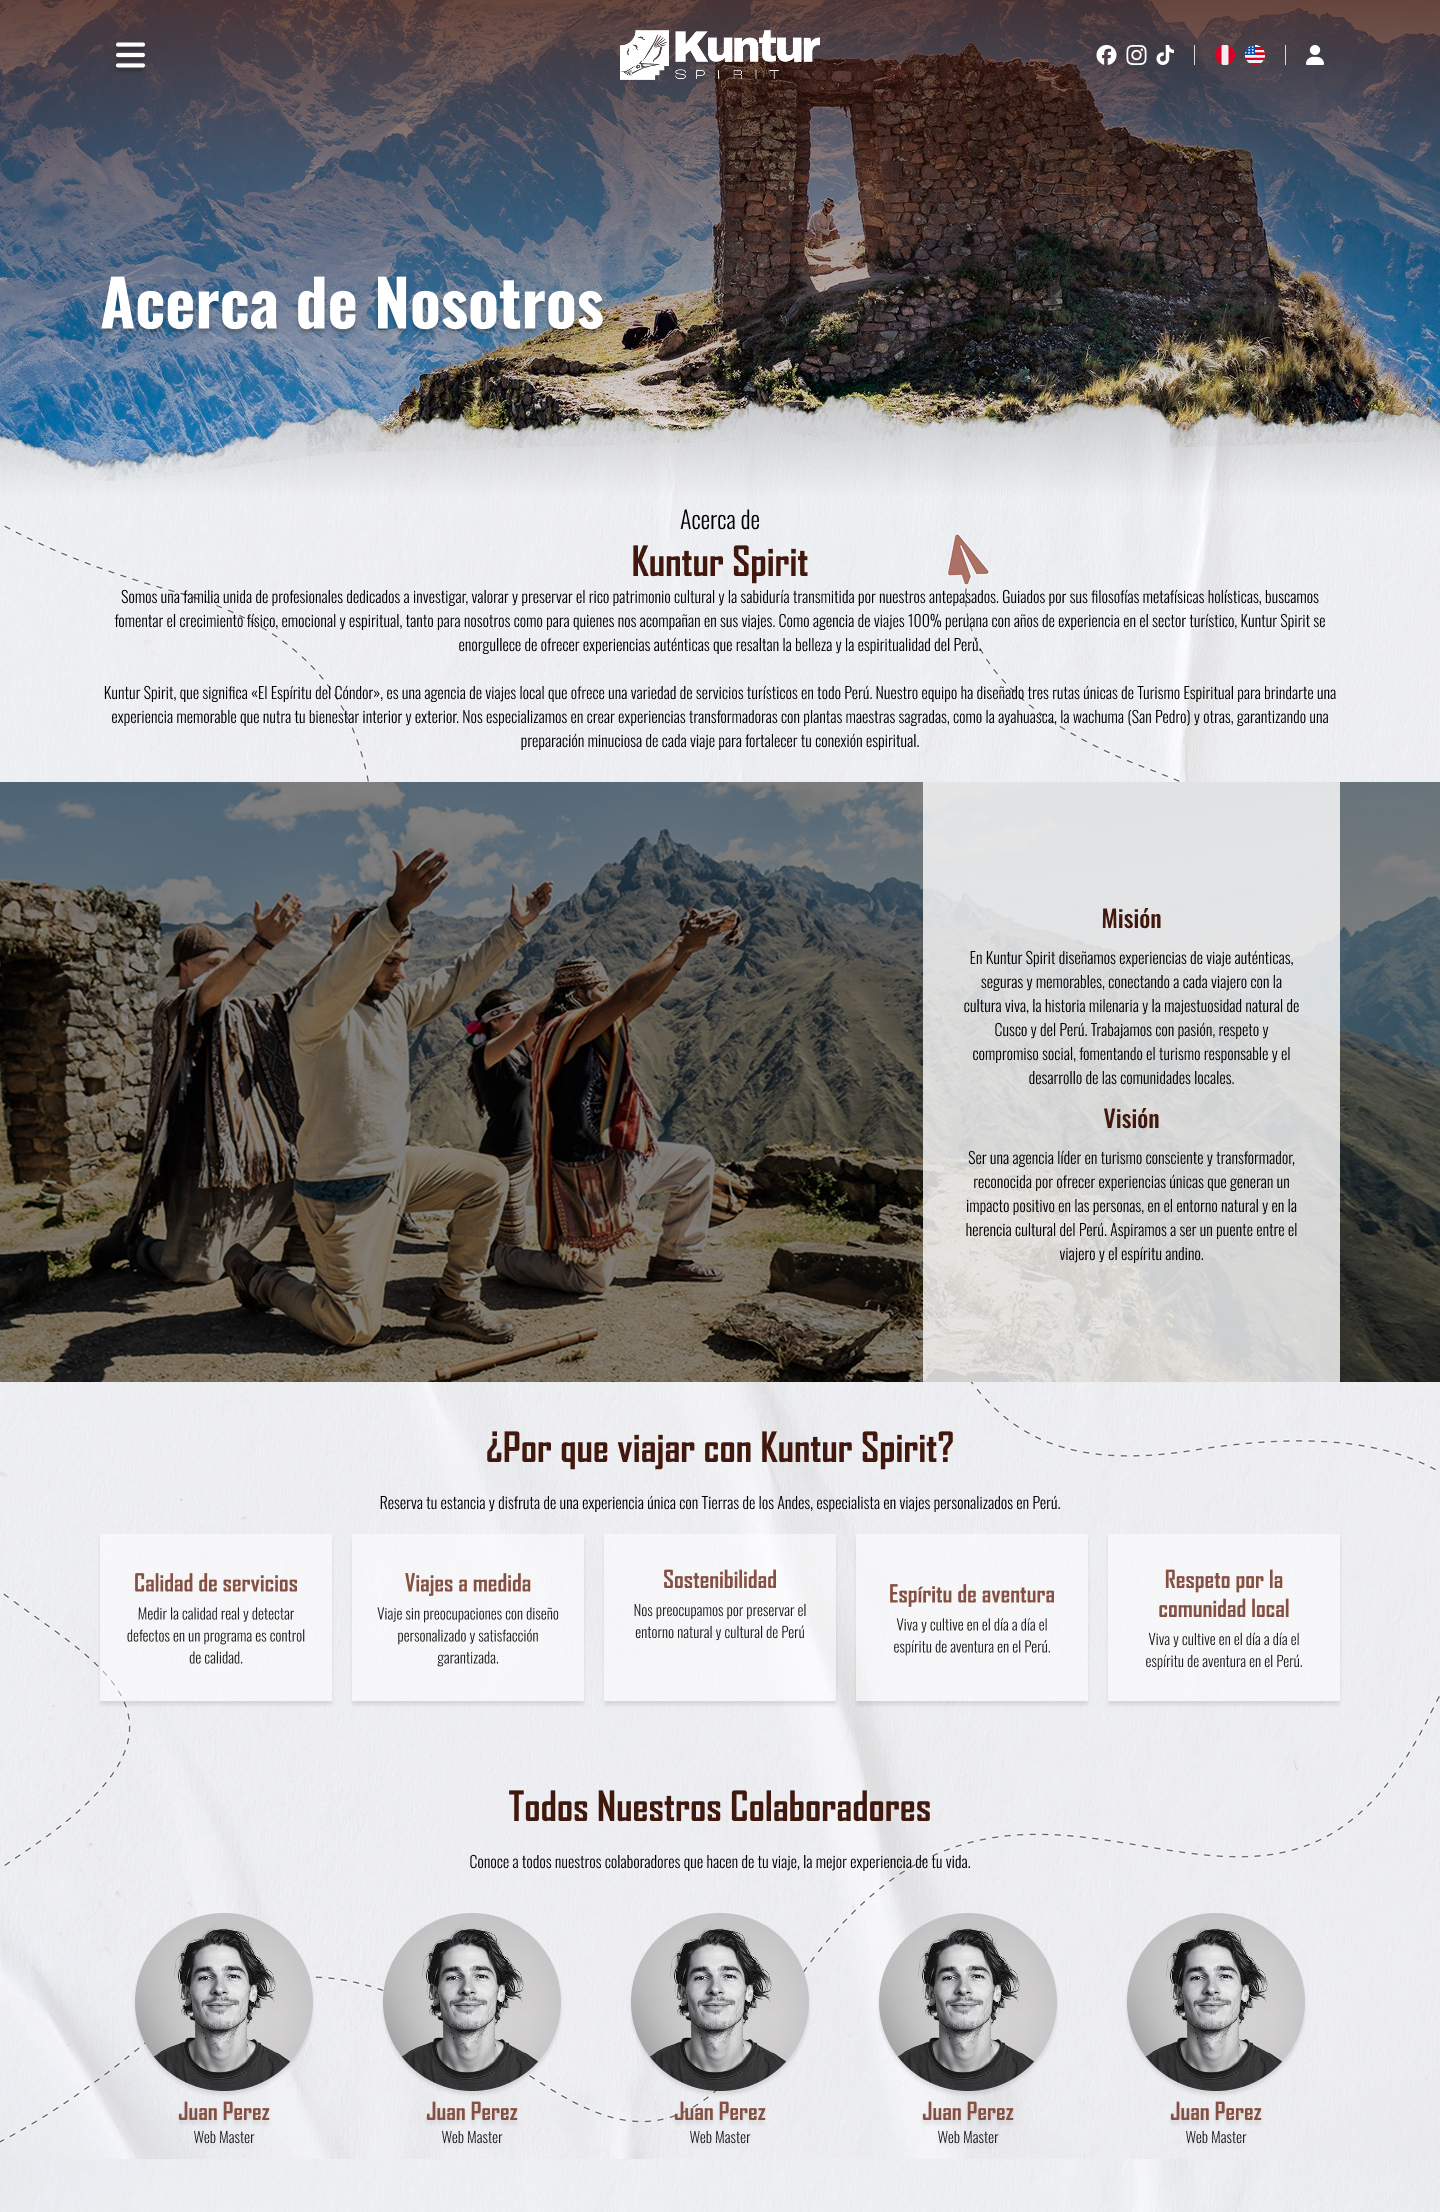 Kuntur
SPIRIT
Acerca de Nosotros
Acerca de
Kuntur Spirit
Somos una familia unida de profesionales dedicados a investigar, valorar y preservar el rico patrimonio cultural y la sabiduría transmitida por nuestros antepasados. Guiados por sus filosofías metafísicas holísticas, buscamos
fomentar el crecimiento físico, emocional y espiritual, tanto para nosotros como para quienes nos acompañan en sus viajes. Como agencia de viajes 100% peruana con años de experiencia en el sector turístico, Kuntur Spirit se
enorgullece de ofrecer experiencias auténticas que resaltan la belleza y la espiritualidad del Perú.
Kuntur Spirit, que significa «El Espíritu del Cóndor», es una agencia de viajes local que ofrece una variedad de servicios turísticos en todo Perú. Nuestro equipo ha diseñado tres rutas únicas de Turismo Espiritual para brindarte una
experiencia memorable que nutra tu bienestar interior y exterior. Nos especializamos en crear experiencias transformadoras con plantas maestras sagradas, como la ayahuasca, la wachuma (San Pedro) y otras, garantizando una
preparación minuciosa de cada viaje para fortalecer tu conexión espiritual.
Misión
En Kuntur Spirit diseñamos experiencias de viaje auténticas,
seguras y memorables, conectando a cada viajero con la
cultura viva, la historia milenaria y la majestuosidad natural de
Cusco y del Perú. Trabajamos con pasión, respeto y
compromiso social, fomentando el turismo responsable y el
desarrollo de las comunidades locales.
Visión
Ser una agencia líder en turismo consciente y transformador,
reconocida por ofrecer experiencias únicas que generan un
impacto positivo en las personas, en el entorno natural y en la
herencia cultural del Perú. Aspiramos a ser un puente entre el
viajero y el espíritu andino.
¿Por que viajar con Kuntur Spirit?
Reserva tu estancia y disfruta de una experiencia única con Tierras de los Andes, especialista en viajes personalizados en Perú.
Calidad de servicios
Medir la calidad real y detectar
defectos en un programa es control
de calidad.
Viajes a medida
Viaje sin preocupaciones con diseño
personalizado y satisfacción
garantizada.
Sostenibilidad
Nos preocupamos por preservar el
entorno natural y cultural de Perú
Espíritu de aventura
Viva y cultive en el día a día el
espíritu de aventura en el Perú.
Respeto por la
comunidad local
Viva y cultive en el día a día el
espíritu de aventura en el Perú.
Todos Nuestros Colaboradores
Conoce a todos nuestros colaboradores que hacen de tu viaje, la mejor experiencia de tu vida.
Juan Perez
Web Master
Juan Perez
Web Master
Juan Perez
Web Master
Juan Perez
Web Master
Juan Perez
Web Master